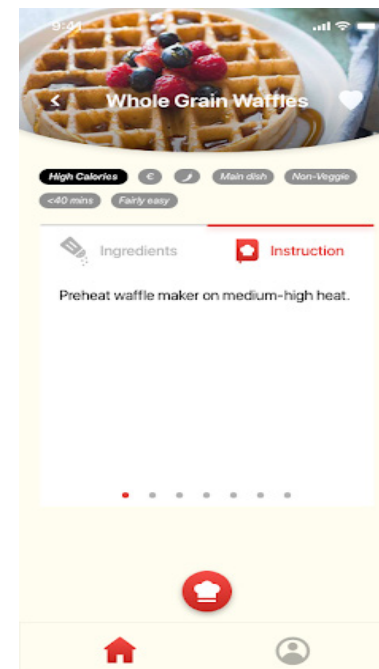 9:41
Whole Grain Waffles
High Calories € Main dish Non-Veggie
<40 mins Fairly easy
Ingredients Instruction
Preheat waffle maker on medium-high heat.